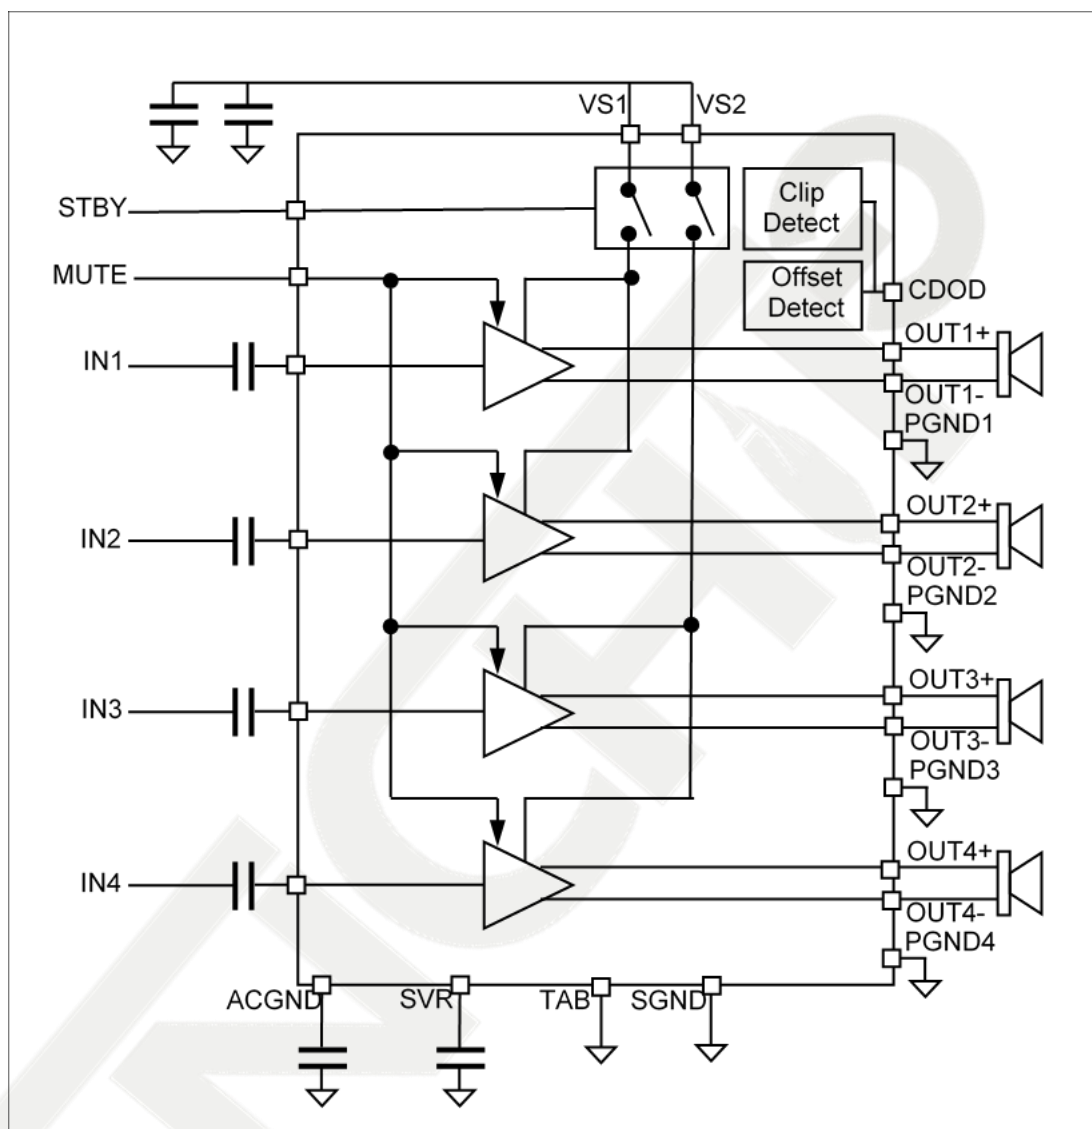 VS1
VS2
STBY
Clip
Detect
MUTE
Offset
Detect
CDOD
IN1
OUT1+
OUT1-
PGND1
IN2
OUT2+
OUT2-
PGND2
IN3
OUT3+
OUT3-
PGND3
IN4
OUT4+
OUT4-
PGND4
ACGND
SVR
TAB
SGND